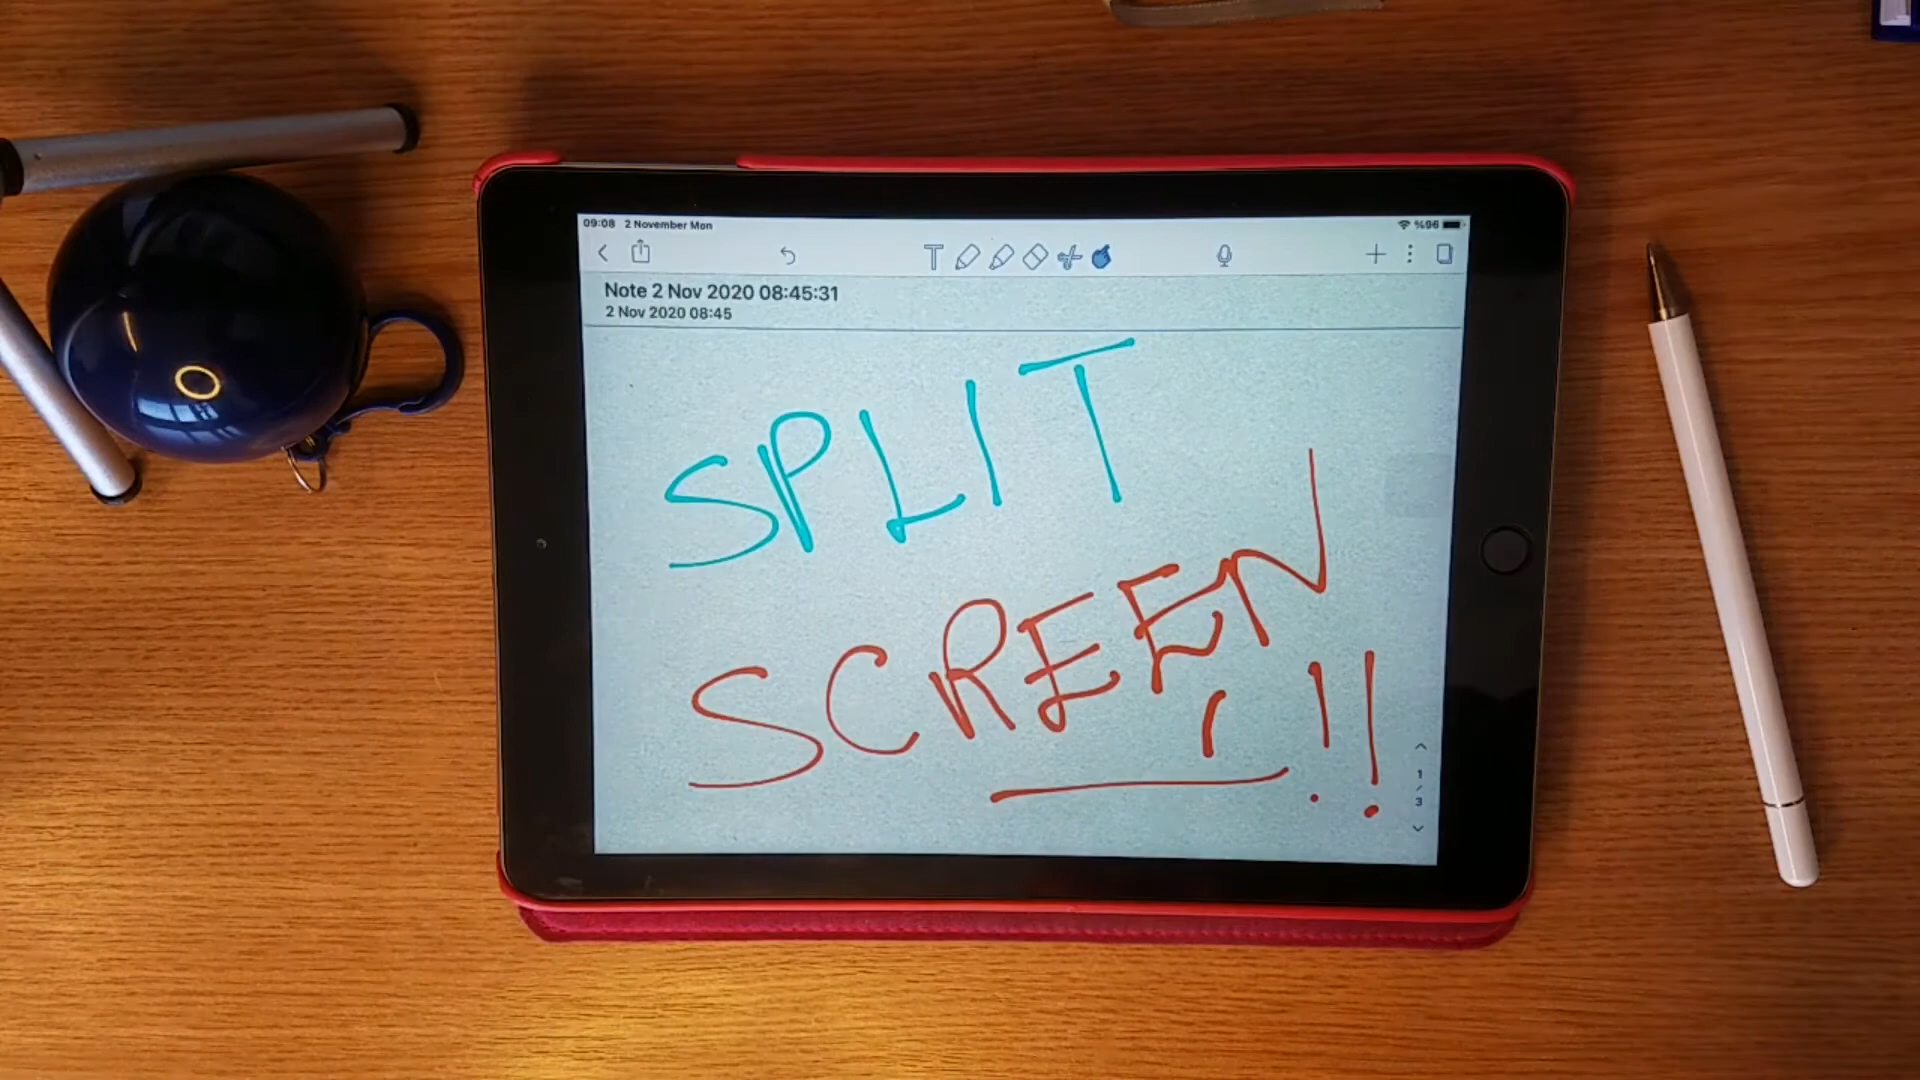 09:08 2 November Mon %96
T
Note 2 Nov 2020 08:45:31
2 Nov 2020 08:45
SPLIT
SCREEN
!!
1
/
3